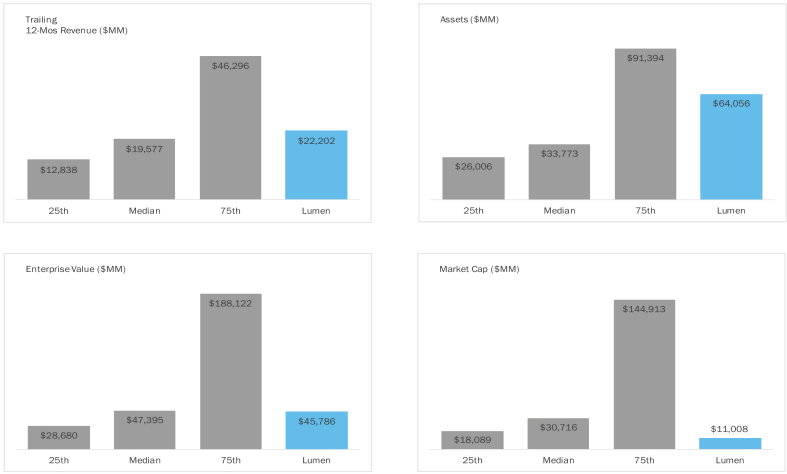 Trailing
12-Mos Revenue ($MM)
$12,838
$19,577
$46,296
$22,202
25th Median 75th Lumen
Assets ($MM)
$26,006
$33,773
$91,394
$64,056
25th Median 75th Lumen
Enterprise Value ($MM)
$28,680
$47,395
$188,122
$45,786
25th Median 75th Lumen
Market Cap ($MM)
$18,089
$30,716
$144,913
$11,008
25th Median 75th Lumen